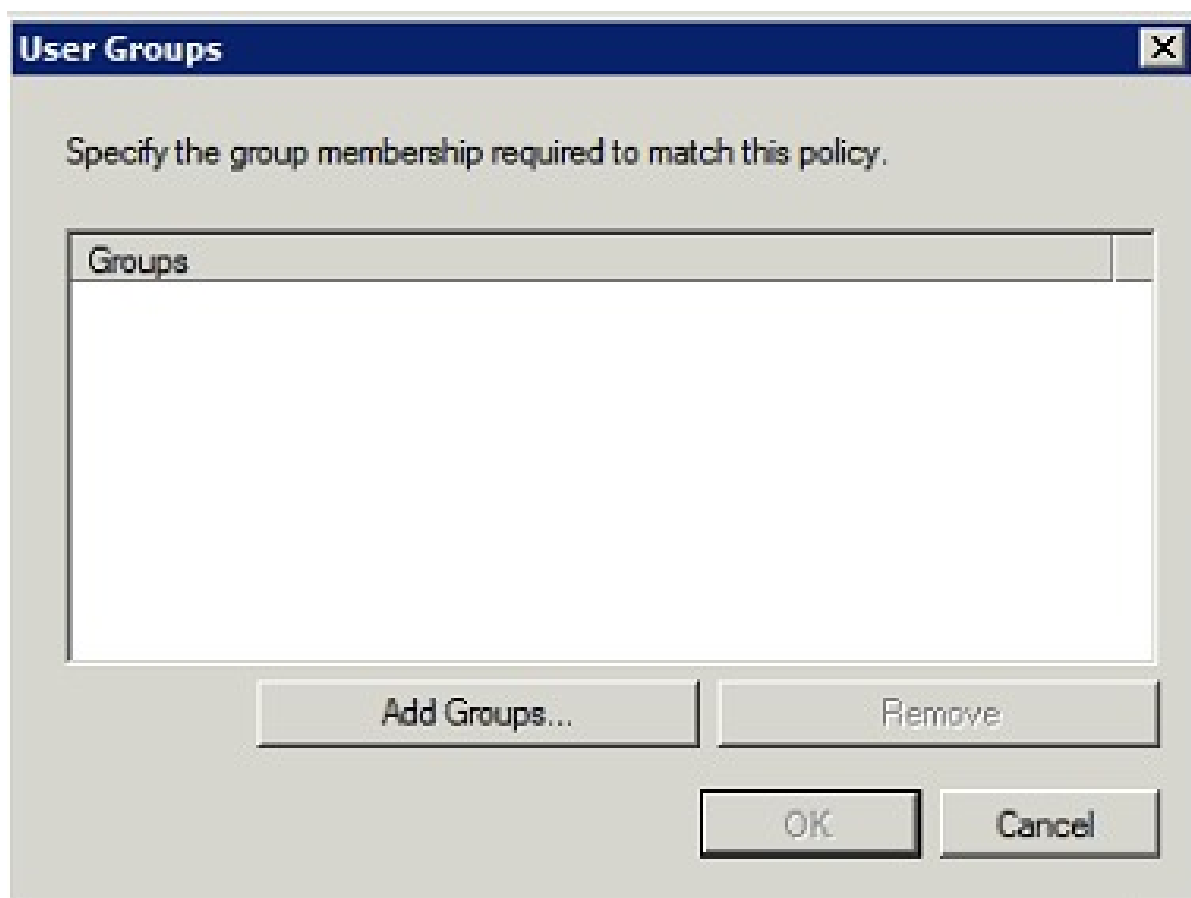 User Groups
Specify the group membership required to match this policy.
Groups
Add Groups...
Remove
OK
Cancel